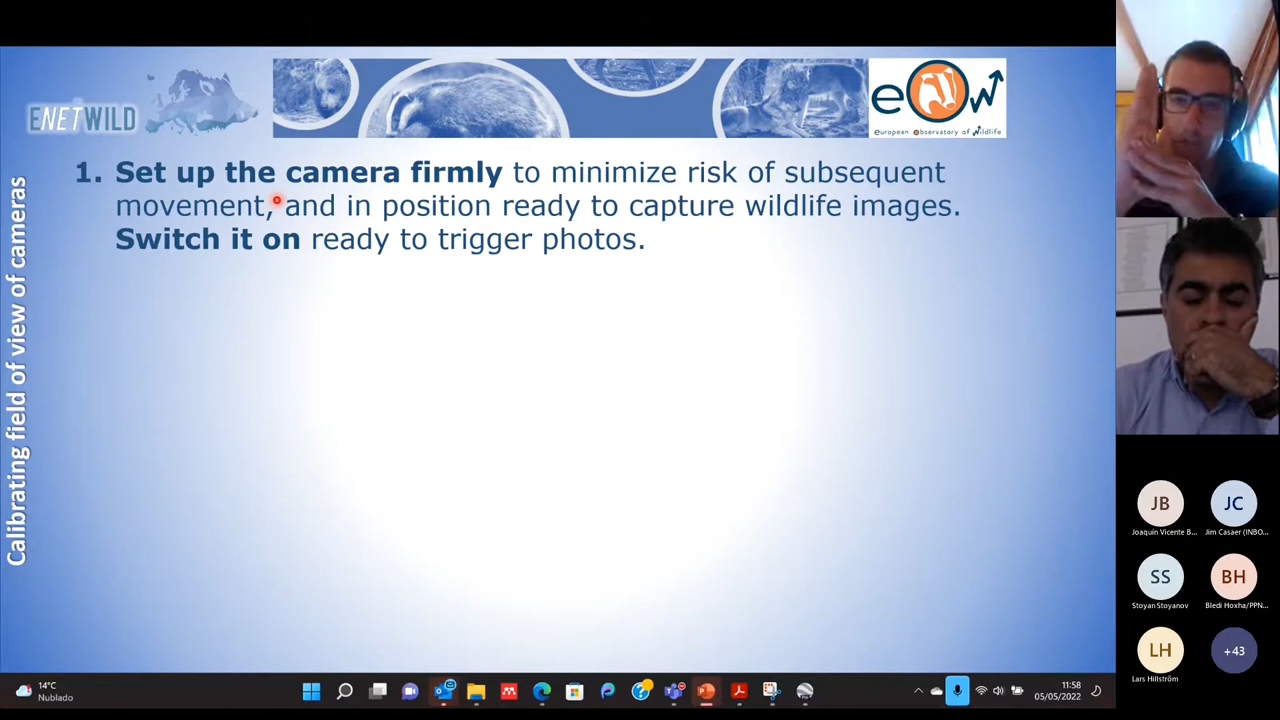 ENETWILD
eow
european observatory of wildlife
1. Set up the camera firmly to minimize risk of subsequent
movement, and in position ready to capture wildlife images.
Switch it on ready to trigger photos.
Calibrating field of view of cameras
JB
Joaquín Vicente B...
JC
Jim Casaer (INBO...
SS
Stoyan Stoyanov
BH
Bledi Hoxha/PPN...
LH
Lars Hillström
+43
14°C
Nublado
11:58
05/05/2022